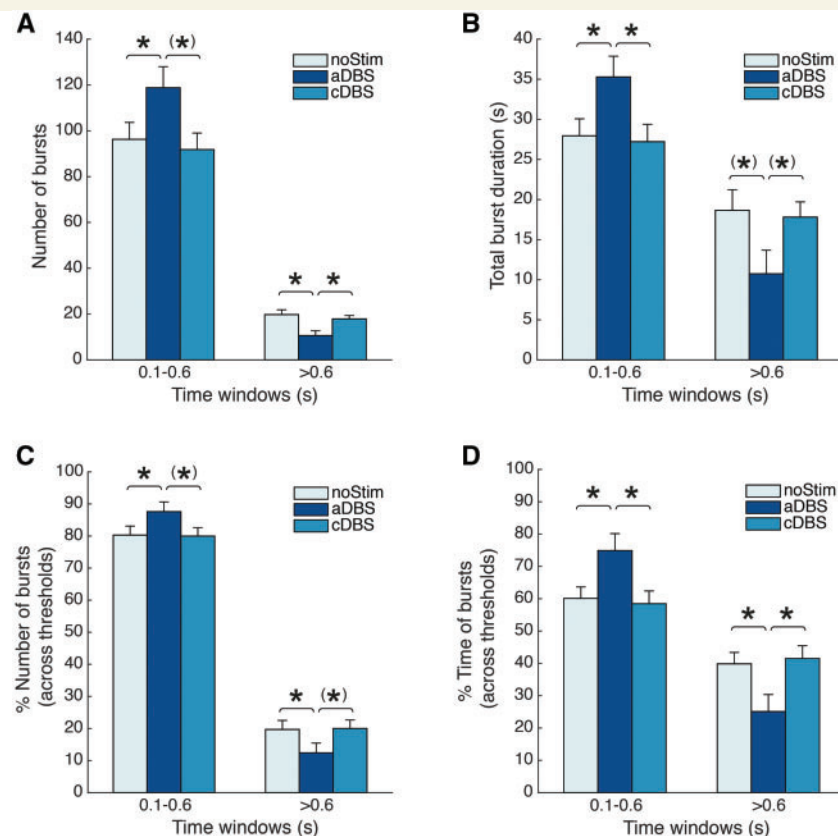 A
140
120
100
80
60
40
20
0
Number of bursts
* (*)
* *
noStim
aDBS
cDBS
0.1-0.6 >0.6
Time windows (s)
B
40
35
30
25
20
15
10
5
0
Total burst duration (s)
* *
(*) (*)
noStim
aDBS
cDBS
0.1-0.6 >0.6
Time windows (s)
C
100
90
80
70
60
50
40
30
20
10
0
% Number of bursts
(across thresholds)
* (*)
* (*)
noStim
aDBS
cDBS
0.1-0.6 >0.6
Time windows (s)
D
100
90
80
70
60
50
40
30
20
10
0
% Time of bursts
(across thresholds)
* *
* *
noStim
aDBS
cDBS
0.1-0.6 >0.6
Time windows (s)